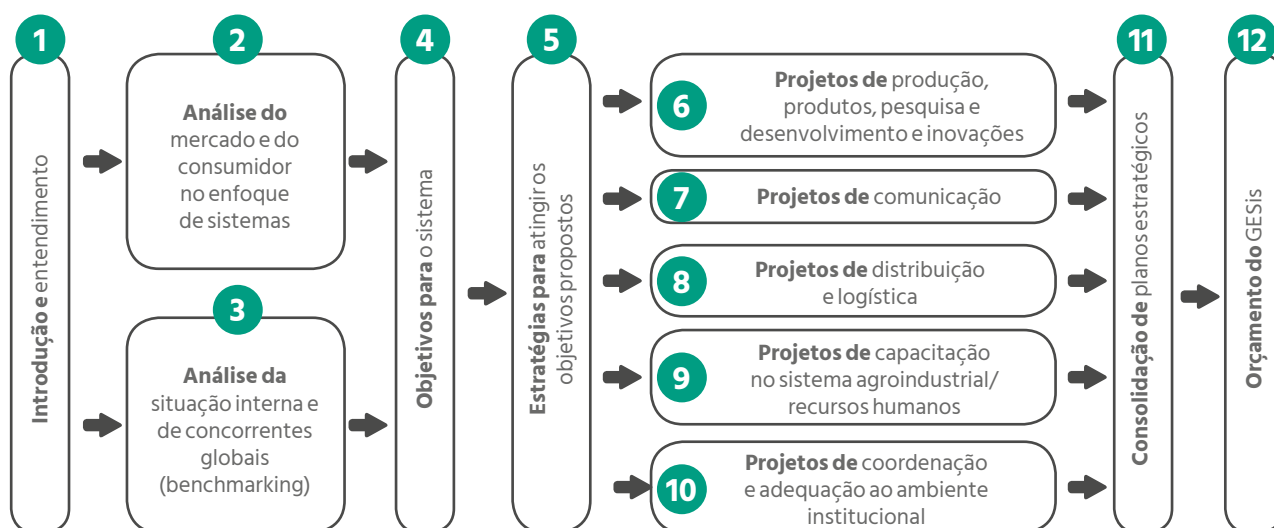 1
Introdução e entendimento
2
Análise do
mercado e do
consumidor
no enfoque
de sistemas
3
Análise da
situação interna e
de concorrentes
globais
(benchmarking)
4
Objetivos para o sistema
5
Estratégias para atingir os
objetivos propostos
6
Projetos de produção,
produtos, pesquisa e
desenvolvimento e inovações
7
Projetos de comunicação
8
Projetos de distribuição
e logística
9
Projetos de capacitação
no sistema agroindustrial/
recursos humanos
10
Projetos de coordenação
e adequação ao ambiente
institucional
11
Consolidação de planos estratégicos
12
Orçamento do GESis